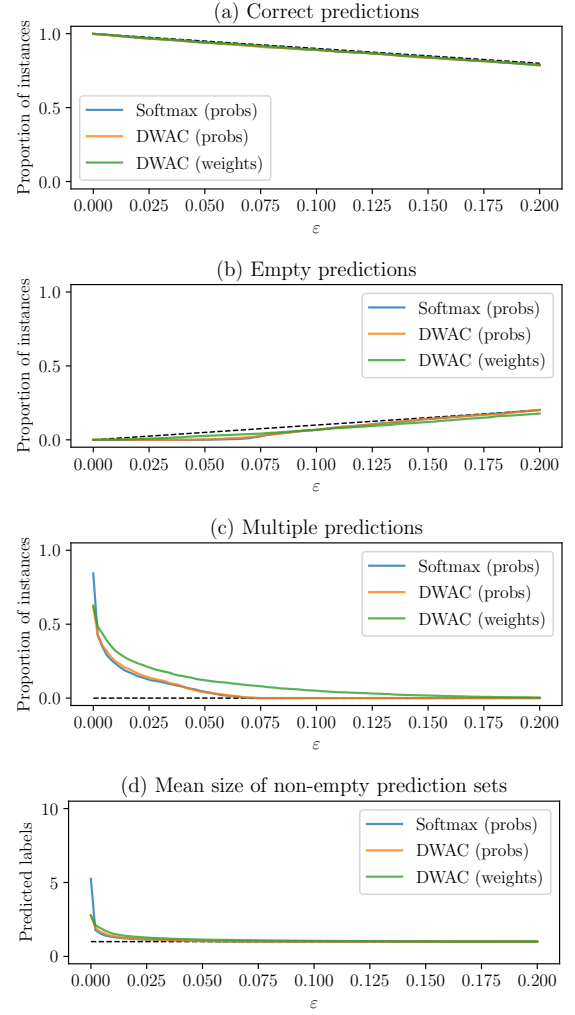 (a) Correct predictions
Proportion of instances
1.0
0.5
0.0
Softmax (probs)
DWAC (probs)
DWAC (weights)
0.000 0.025 0.050 0.075 0.100 0.125 0.150 0.175 0.200
ε
(b) Empty predictions
Proportion of instances
1.0
0.5
0.0
Softmax (probs)
DWAC (probs)
DWAC (weights)
0.000 0.025 0.050 0.075 0.100 0.125 0.150 0.175 0.200
ε
(c) Multiple predictions
Proportion of instances
1.0
0.5
0.0
Softmax (probs)
DWAC (probs)
DWAC (weights)
0.000 0.025 0.050 0.075 0.100 0.125 0.150 0.175 0.200
ε
(d) Mean size of non-empty prediction sets
Predicted labels
10
5
0
Softmax (probs)
DWAC (probs)
DWAC (weights)
0.000 0.025 0.050 0.075 0.100 0.125 0.150 0.175 0.200
ε